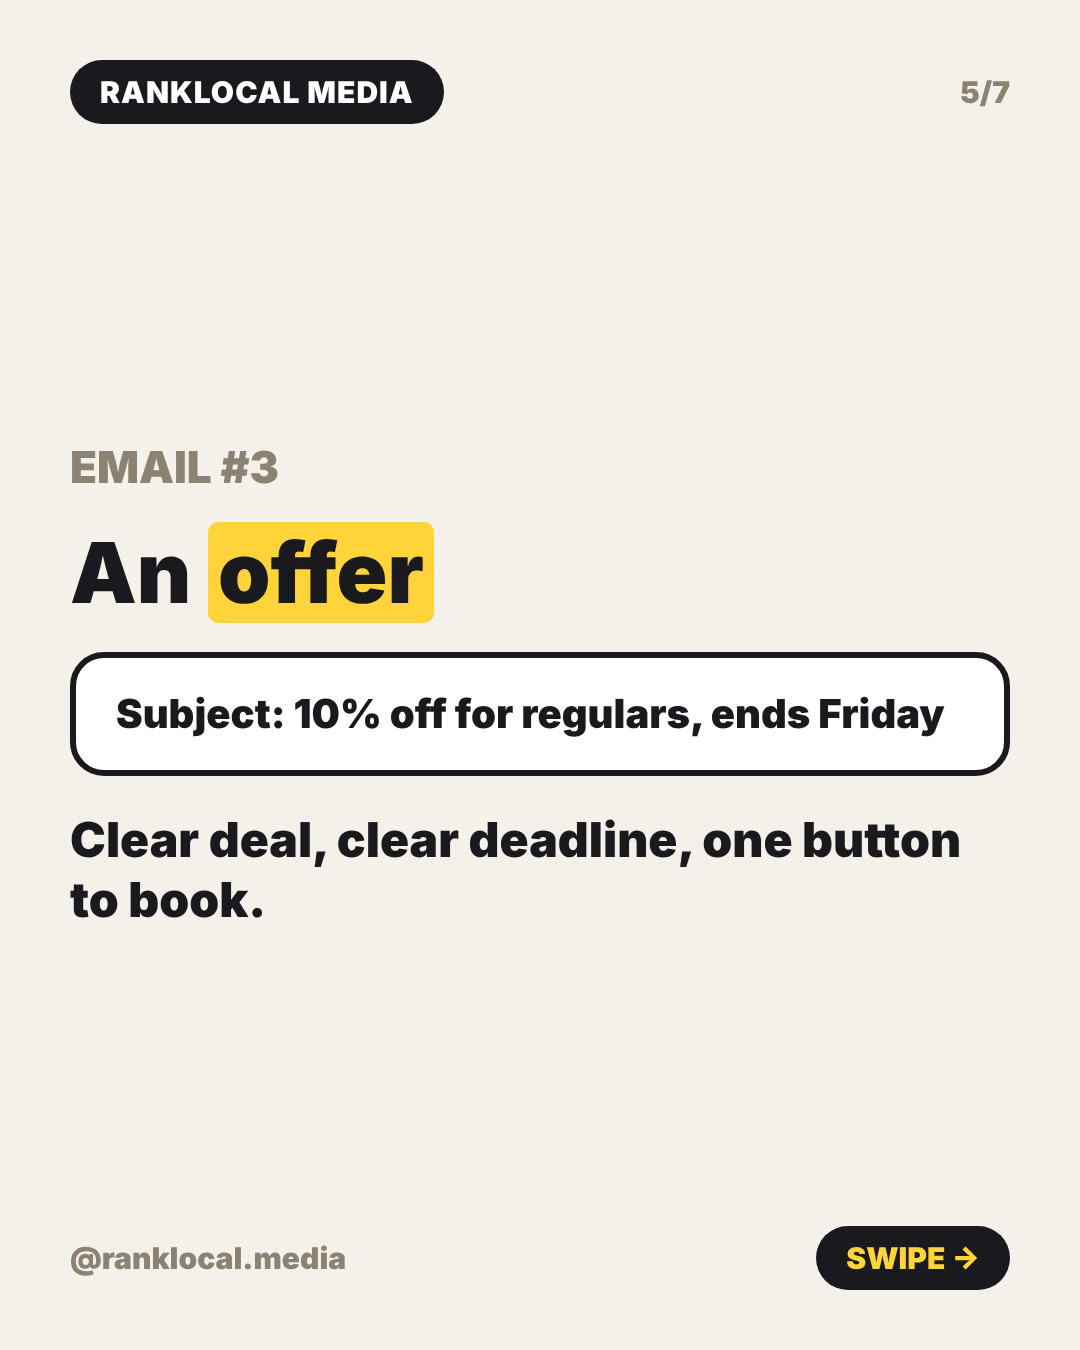 RANKLOCAL MEDIA
5/7
EMAIL #3
An offer
Subject: 10% off for regulars, ends Friday
Clear deal, clear deadline, one button
to book.
@ranklocal.media
SWIPE →